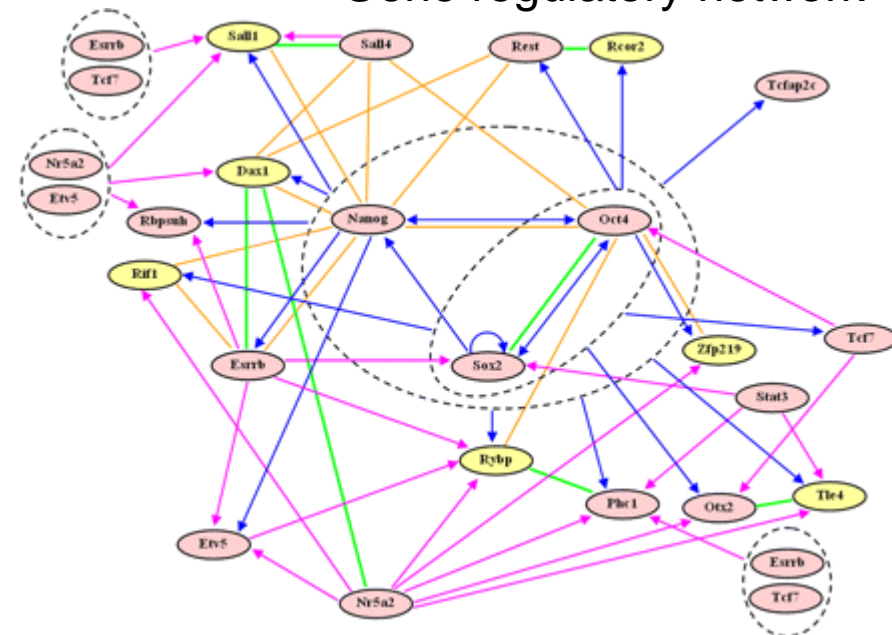 Gene regulatory network
Esrrb
Tcf7
Sall1
Sall4
Rest
Rcor2
Tcfap2c
Nr5a2
Etv5
Dax1
Rbpsuh
Nanog
Oct4
Rif1
Esrrb
Sox2
Zfp219
Tcf7
Stat3
Rybp
Phc1
Otx2
Tle4
Etv5
Nr5a2
Esrrb
Tcf7